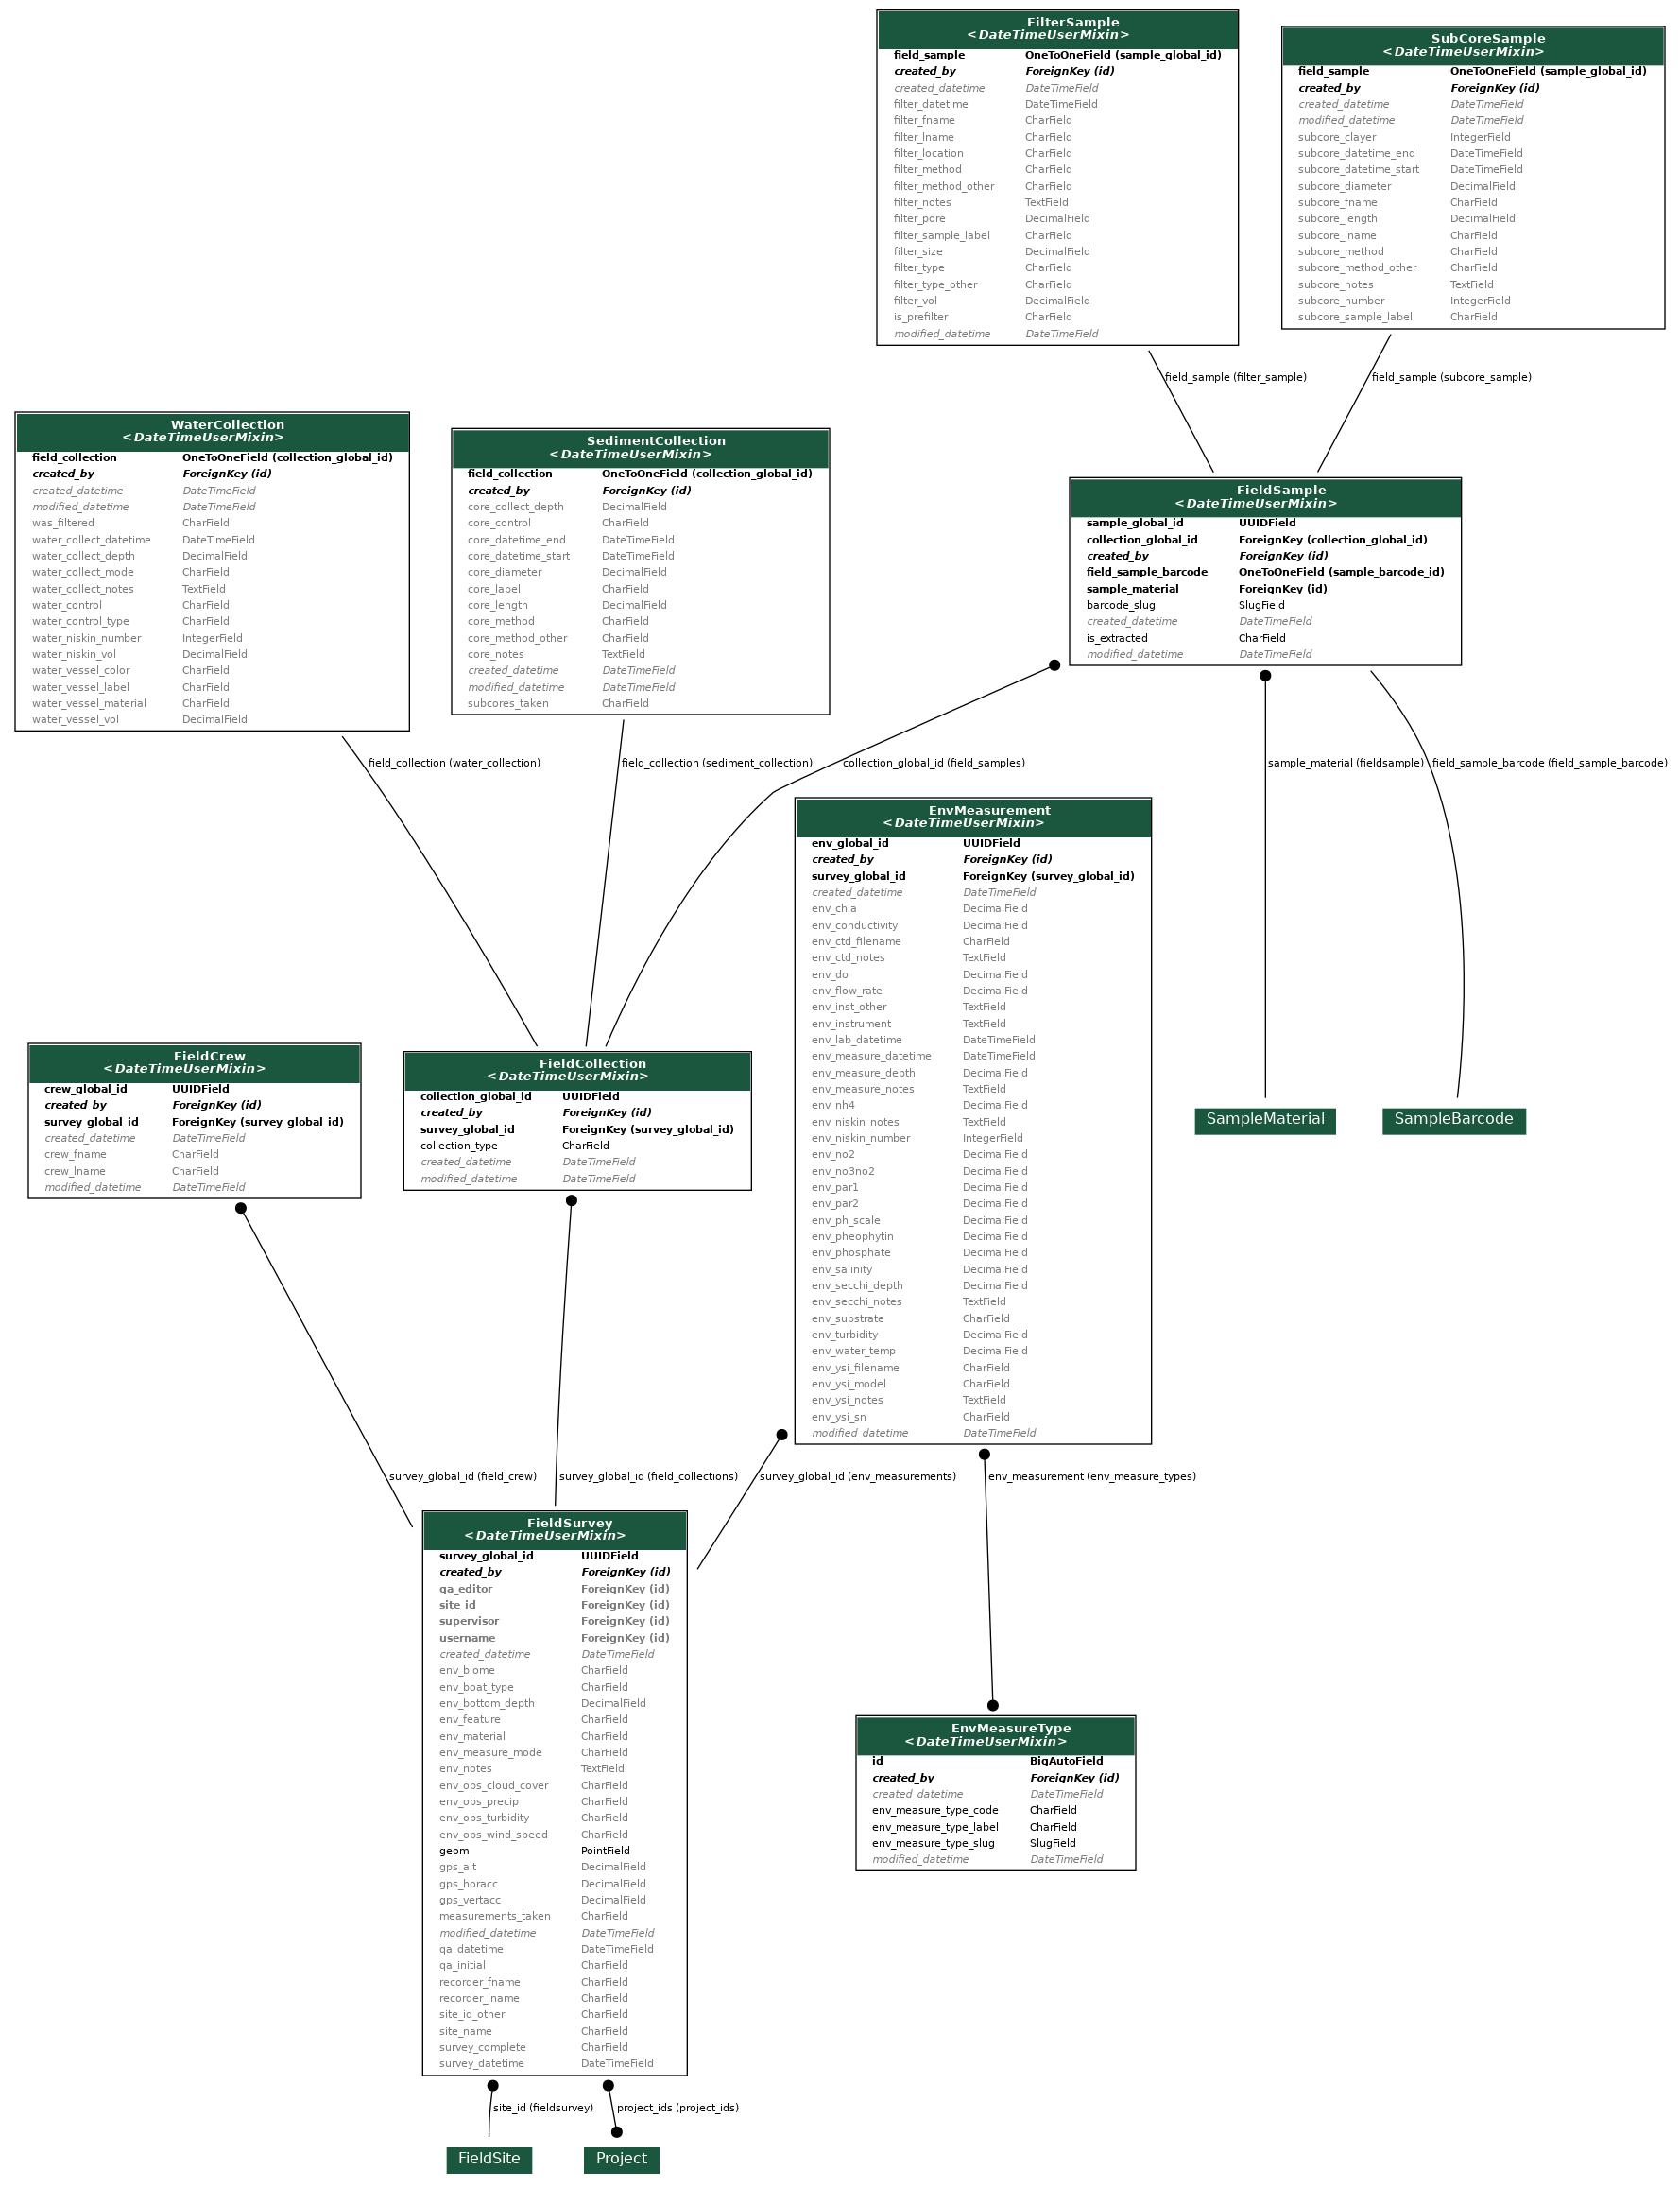 FilterSample
<DateTimeUserMixin>
field_sample OneToOneField (sample_global_id)
created_by ForeignKey (id)
created_datetime DateTimeField
filter_datetime DateTimeField
filter_fname CharField
filter_lname CharField
filter_location CharField
filter_method CharField
filter_method_other CharField
filter_notes TextField
filter_pore DecimalField
filter_sample_label CharField
filter_size DecimalField
filter_type CharField
filter_type_other CharField
filter_vol DecimalField
is_prefilter CharField
modified_datetime DateTimeField
SubCoreSample
<DateTimeUserMixin>
field_sample OneToOneField (sample_global_id)
created_by ForeignKey (id)
created_datetime DateTimeField
modified_datetime DateTimeField
subcore_clayer IntegerField
subcore_datetime_end DateTimeField
subcore_datetime_start DateTimeField
subcore_diameter DecimalField
subcore_fname CharField
subcore_length DecimalField
subcore_lname CharField
subcore_method CharField
subcore_method_other CharField
subcore_notes TextField
subcore_number IntegerField
subcore_sample_label CharField
field_sample (filter_sample)
field_sample (subcore_sample)
WaterCollection
<DateTimeUserMixin>
field_collection OneToOneField (collection_global_id)
created_by ForeignKey (id)
created_datetime DateTimeField
modified_datetime DateTimeField
was_filtered CharField
water_collect_datetime DateTimeField
water_collect_depth DecimalField
water_collect_mode CharField
water_collect_notes TextField
water_control CharField
water_control_type CharField
water_niskin_number IntegerField
water_niskin_vol DecimalField
water_vessel_color CharField
water_vessel_label CharField
water_vessel_material CharField
water_vessel_vol DecimalField
SedimentCollection
<DateTimeUserMixin>
field_collection OneToOneField (collection_global_id)
created_by ForeignKey (id)
core_collect_depth DecimalField
core_control CharField
core_datetime_end DateTimeField
core_datetime_start DateTimeField
core_diameter DecimalField
core_label CharField
core_length DecimalField
core_method CharField
core_method_other CharField
core_notes TextField
created_datetime DateTimeField
modified_datetime DateTimeField
subcores_taken CharField
FieldSample
<DateTimeUserMixin>
sample_global_id UUIDField
collection_global_id ForeignKey (collection_global_id)
created_by ForeignKey (id)
field_sample_barcode OneToOneField (sample_barcode_id)
sample_material ForeignKey (id)
barcode_slug SlugField
created_datetime DateTimeField
is_extracted CharField
modified_datetime DateTimeField
field_collection (water_collection)
field_collection (sediment_collection)
collection_global_id (field_samples)
sample_material (fieldsample)
field_sample_barcode (field_sample_barcode)
EnvMeasurement
<DateTimeUserMixin>
env_global_id UUIDField
created_by ForeignKey (id)
survey_global_id ForeignKey (survey_global_id)
created_datetime DateTimeField
env_chla DecimalField
env_conductivity DecimalField
env_ctd_filename CharField
env_ctd_notes TextField
env_do DecimalField
env_flow_rate DecimalField
env_inst_other TextField
env_instrument TextField
env_lab_datetime DateTimeField
env_measure_datetime DateTimeField
env_measure_depth DecimalField
env_measure_notes TextField
env_nh4 DecimalField
env_niskin_notes TextField
env_niskin_number IntegerField
env_no2 DecimalField
env_no3no2 DecimalField
env_par1 DecimalField
env_par2 DecimalField
env_ph_scale DecimalField
env_pheophytin DecimalField
env_phosphate DecimalField
env_salinity DecimalField
env_secchi_depth DecimalField
env_secchi_notes TextField
env_substrate CharField
env_turbidity DecimalField
env_water_temp DecimalField
env_ysi_filename CharField
env_ysi_model CharField
env_ysi_notes TextField
env_ysi_sn CharField
modified_datetime DateTimeField
FieldCrew
<DateTimeUserMixin>
crew_global_id UUIDField
created_by ForeignKey (id)
survey_global_id ForeignKey (survey_global_id)
created_datetime DateTimeField
crew_fname CharField
crew_lname CharField
modified_datetime DateTimeField
FieldCollection
<DateTimeUserMixin>
collection_global_id UUIDField
created_by ForeignKey (id)
survey_global_id ForeignKey (survey_global_id)
collection_type CharField
created_datetime DateTimeField
modified_datetime DateTimeField
SampleMaterial
SampleBarcode
survey_global_id (field_crew)
survey_global_id (field_collections)
survey_global_id (env_measurements)
env_measurement (env_measure_types)
FieldSurvey
<DateTimeUserMixin>
survey_global_id UUIDField
created_by ForeignKey (id)
qa_editor ForeignKey (id)
site_id ForeignKey (id)
supervisor ForeignKey (id)
username ForeignKey (id)
created_datetime DateTimeField
env_biome CharField
env_boat_type CharField
env_bottom_depth DecimalField
env_feature CharField
env_material CharField
env_measure_mode CharField
env_notes TextField
env_obs_cloud_cover CharField
env_obs_precip CharField
env_obs_turbidity CharField
env_obs_wind_speed CharField
geom PointField
gps_alt DecimalField
gps_horacc DecimalField
gps_vertacc DecimalField
measurements_taken CharField
modified_datetime DateTimeField
qa_datetime DateTimeField
qa_initial CharField
recorder_fname CharField
recorder_lname CharField
site_id_other CharField
site_name CharField
survey_complete CharField
survey_datetime DateTimeField
EnvMeasureType
<DateTimeUserMixin>
id BigAutoField
created_by ForeignKey (id)
created_datetime DateTimeField
env_measure_type_code CharField
env_measure_type_label CharField
env_measure_type_slug SlugField
modified_datetime DateTimeField
site_id (fieldsurvey)
project_ids (project_ids)
FieldSite
Project